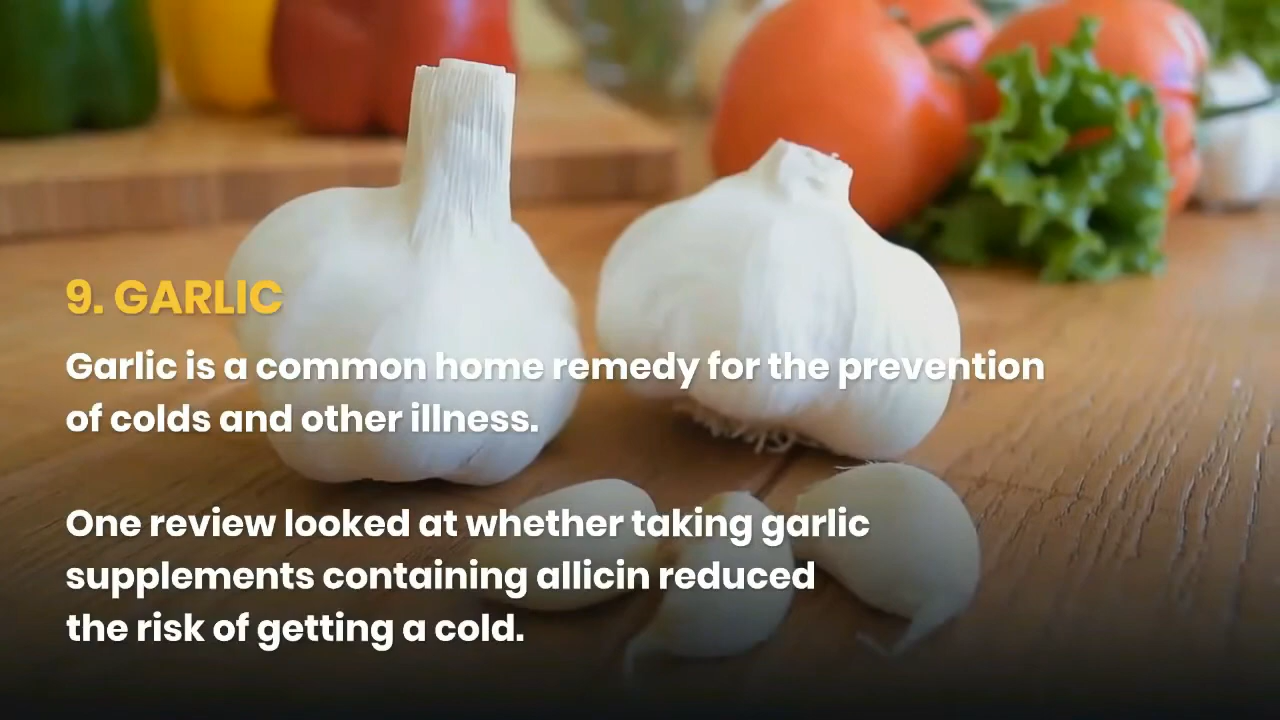 9. GARLIC
Garlic is a common home remedy for the prevention
of colds and other illness.
One review looked at whether taking garlic
supplements containing allicin reduced
the risk of getting a cold.